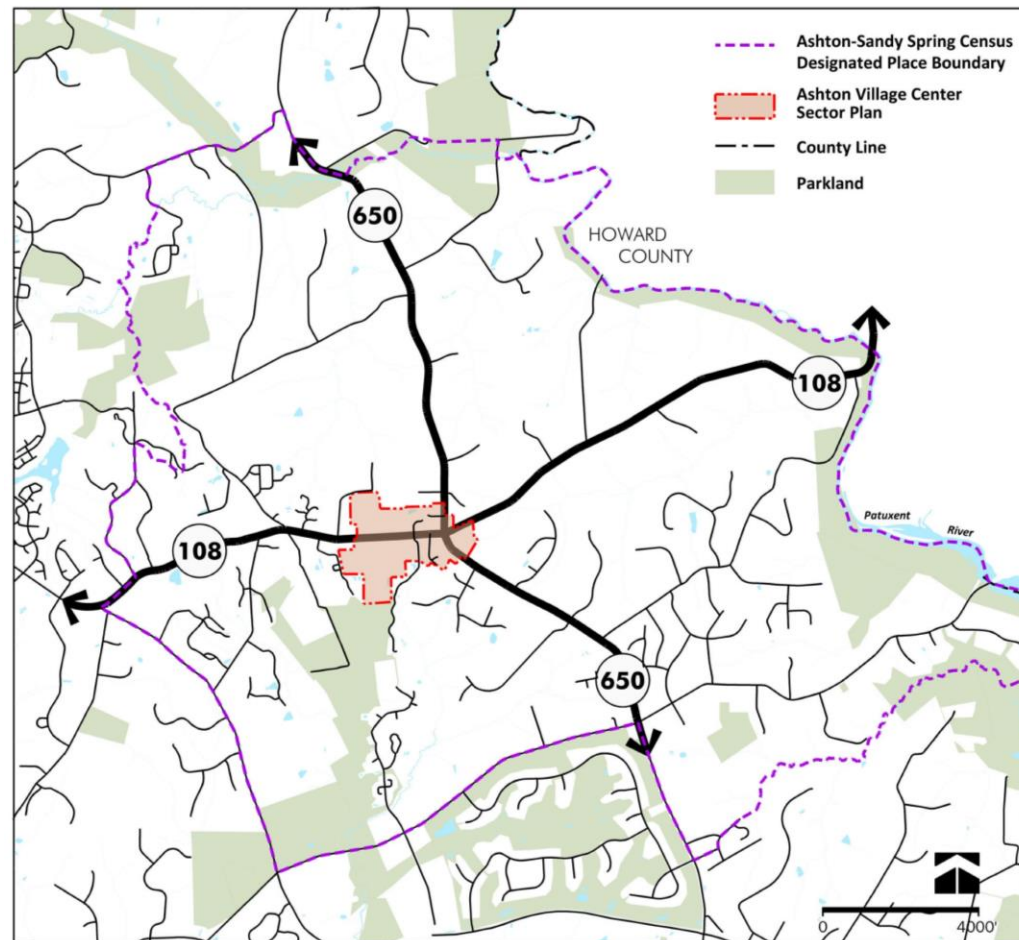 Ashton-Sandy Spring Census
Designated Place Boundary
Ashton Village Center
Sector Plan
County Line
Parkland
650
HOWARD
COUNTY
108
Patuxent River
108
650
0 4000'